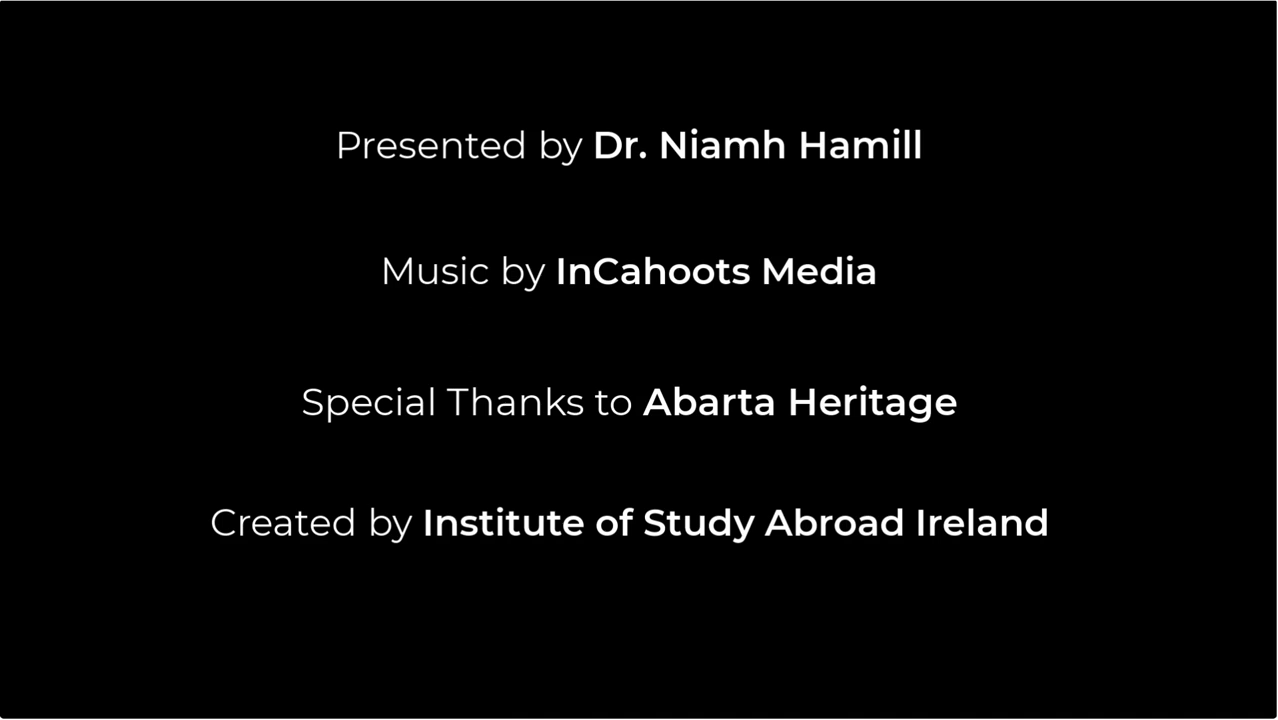 Presented by Dr. Niamh Hamill
Music by InCahoots Media
Special Thanks to Abarta Heritage
Created by Institute of Study Abroad Ireland